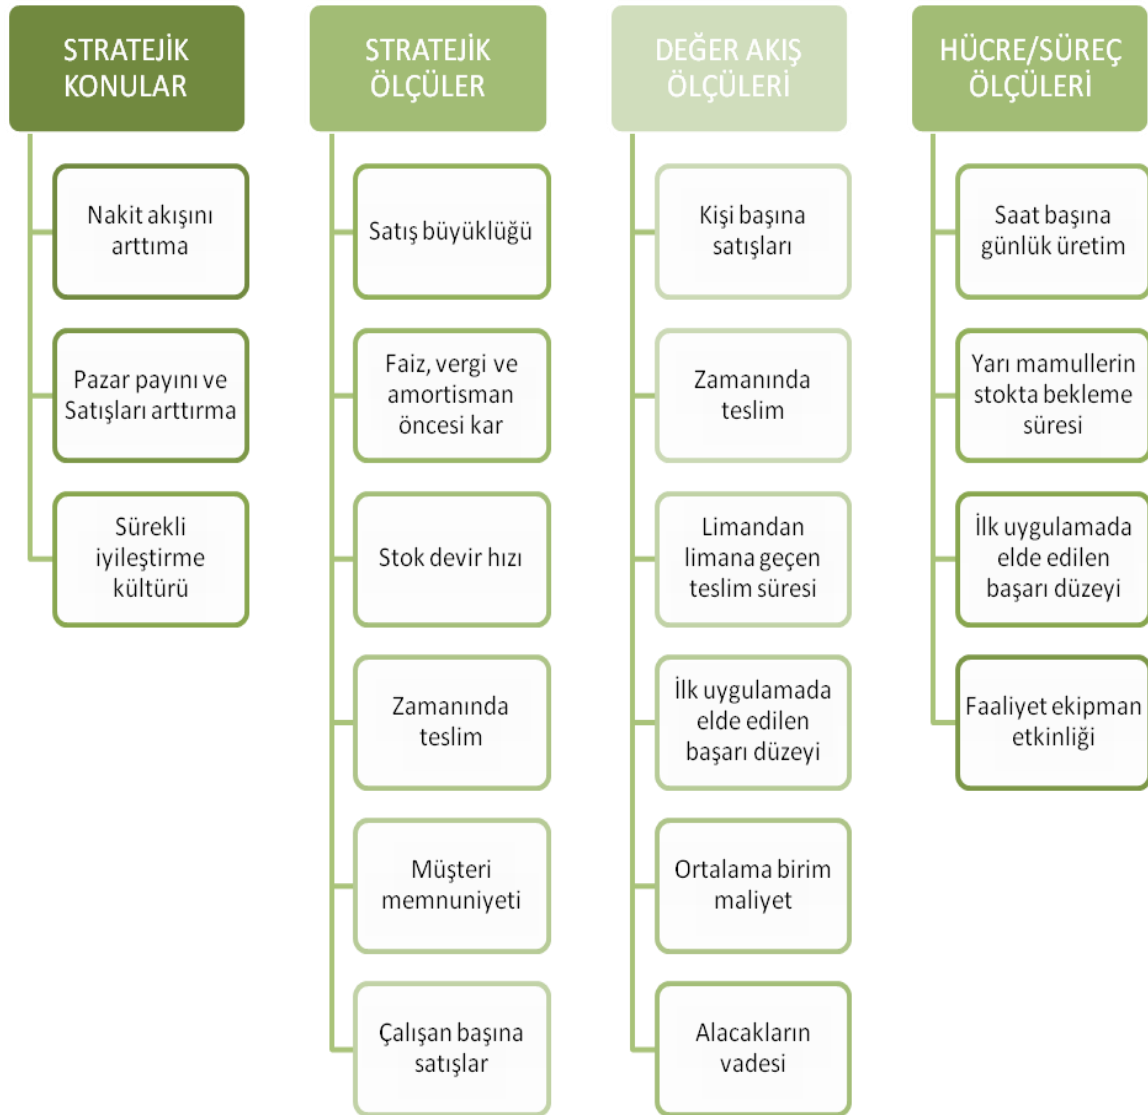 STRATEJİK
KONULAR
Nakit akışını
arttıma
Pazar payını ve
Satışları arttırma
Sürekli
iyileştirme
kültürü
STRATEJİK
ÖLÇÜLER
Satış büyüklüğü
Faiz, vergi ve
amortisman
öncesi kar
Stok devir hızı
Zamanında
teslim
Müşteri
memnuniyeti
Çalışan başına
satışlar
DEĞER AKIŞ
ÖLÇÜLERİ
Kişi başına
satışları
Zamanında
teslim
Limandan
limana geçen
teslim süresi
İlk uygulamada
elde edilen
başarı düzeyi
Ortalama birim
maliyet
Alacakların
vadesi
HÜCRE/SÜREÇ
ÖLÇÜLERİ
Saat başına
günlük üretim
Yarı mamullerin
stokta bekleme
süresi
İlk uygulamada
elde edilen
başarı düzeyi
Faaliyet ekipman
etkinliği